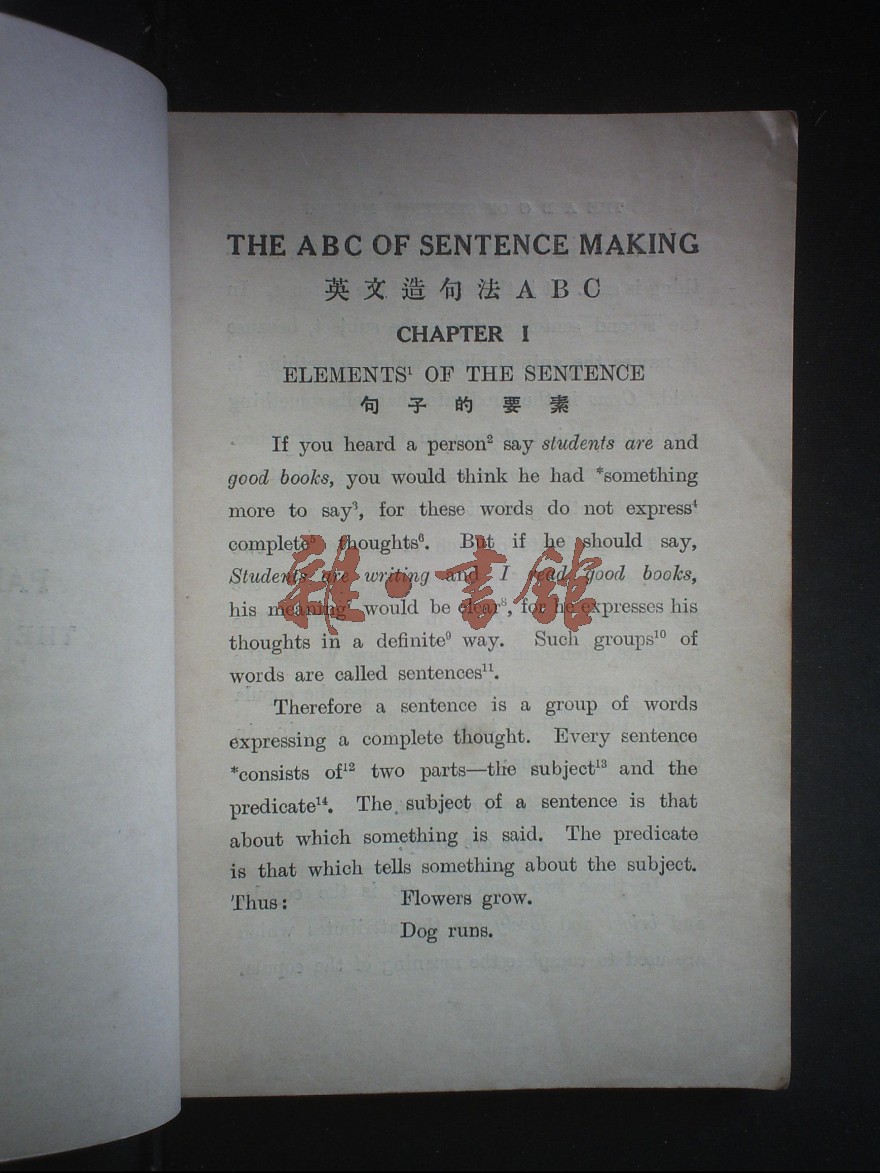 THE ABC OF SENTENCE MAKING
英文造句法ABC
CHAPTER I
ELEMENTS¹ OF THE SENTENCE
句子的要素
If you heard a person² say students are and
good books, you would think he had *something
more to say³, for these words do not express⁴
complete⁵ thoughts⁶. But if he should say,
Students are writing and I read good books,
his meaning⁷ would be clear⁸, for he expresses his
thoughts in a definite⁹ way. Such groups¹⁰ of
words are called sentences¹¹.
Therefore a sentence is a group of words
expressing a complete thought. Every sentence
*consists of¹² two parts—the subject¹³ and the
predicate¹⁴. The subject of a sentence is that
about which something is said. The predicate
is that which tells something about the subject.
Thus: Flowers grow.
Dog runs.
雜·書館